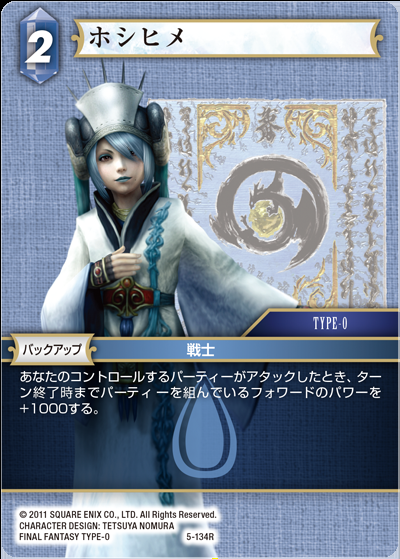 2
ホシヒメ
TYPE-0
バックアップ
戦士
あなたのコントロールするパーティーがアタックしたとき、ター
ン終了時までパーティーを組んでいるフォワードのパワーを
+1000する。
© 2011 SQUARE ENIX CO., LTD. All Rights Reserved.
CHARACTER DESIGN: TETSUYA NOMURA
FINAL FANTASY TYPE-0
5-134R